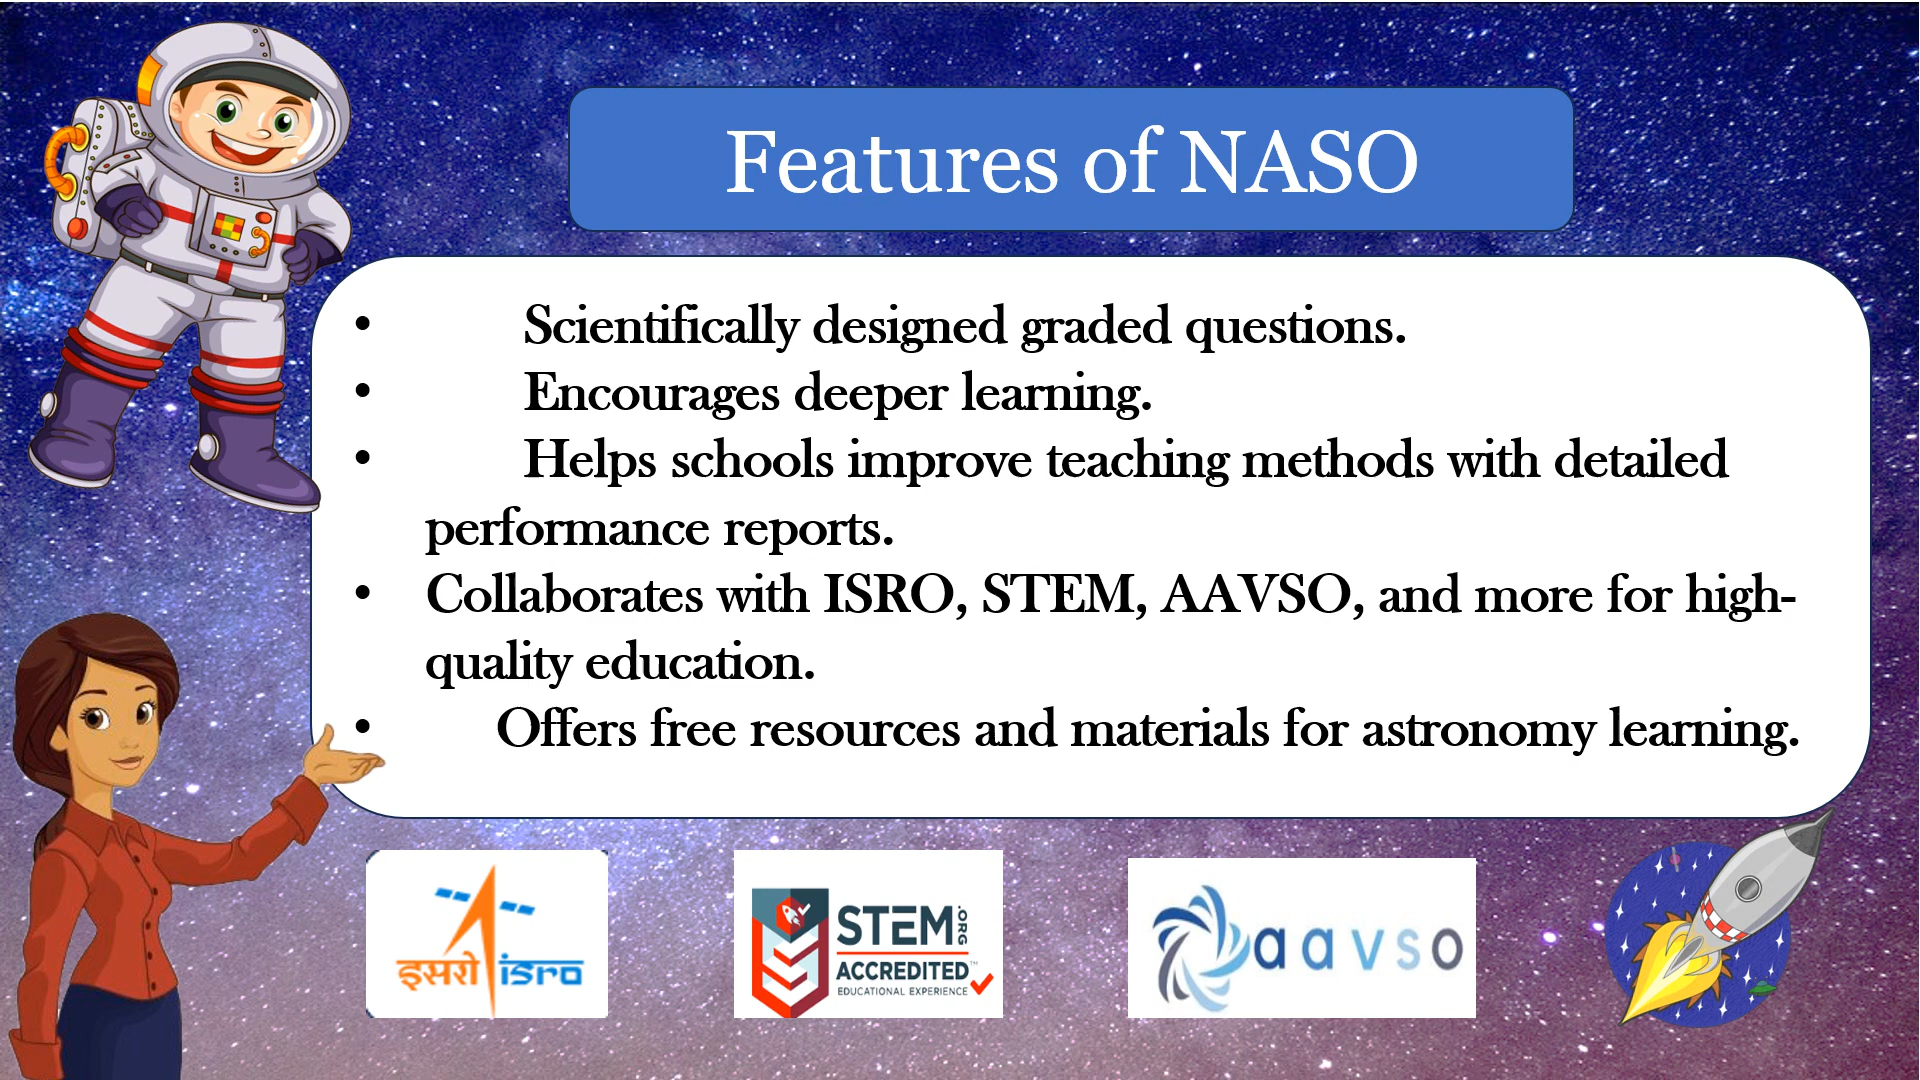 Features of NASO
• Scientifically designed graded questions.
• Encourages deeper learning.
• Helps schools improve teaching methods with detailed
performance reports.
• Collaborates with ISRO, STEM, AAVSO, and more for high-
quality education.
• Offers free resources and materials for astronomy learning.
इसरो isro
STEM.ORG
ACCREDITED™
EDUCATIONAL EXPERIENCE
aavso